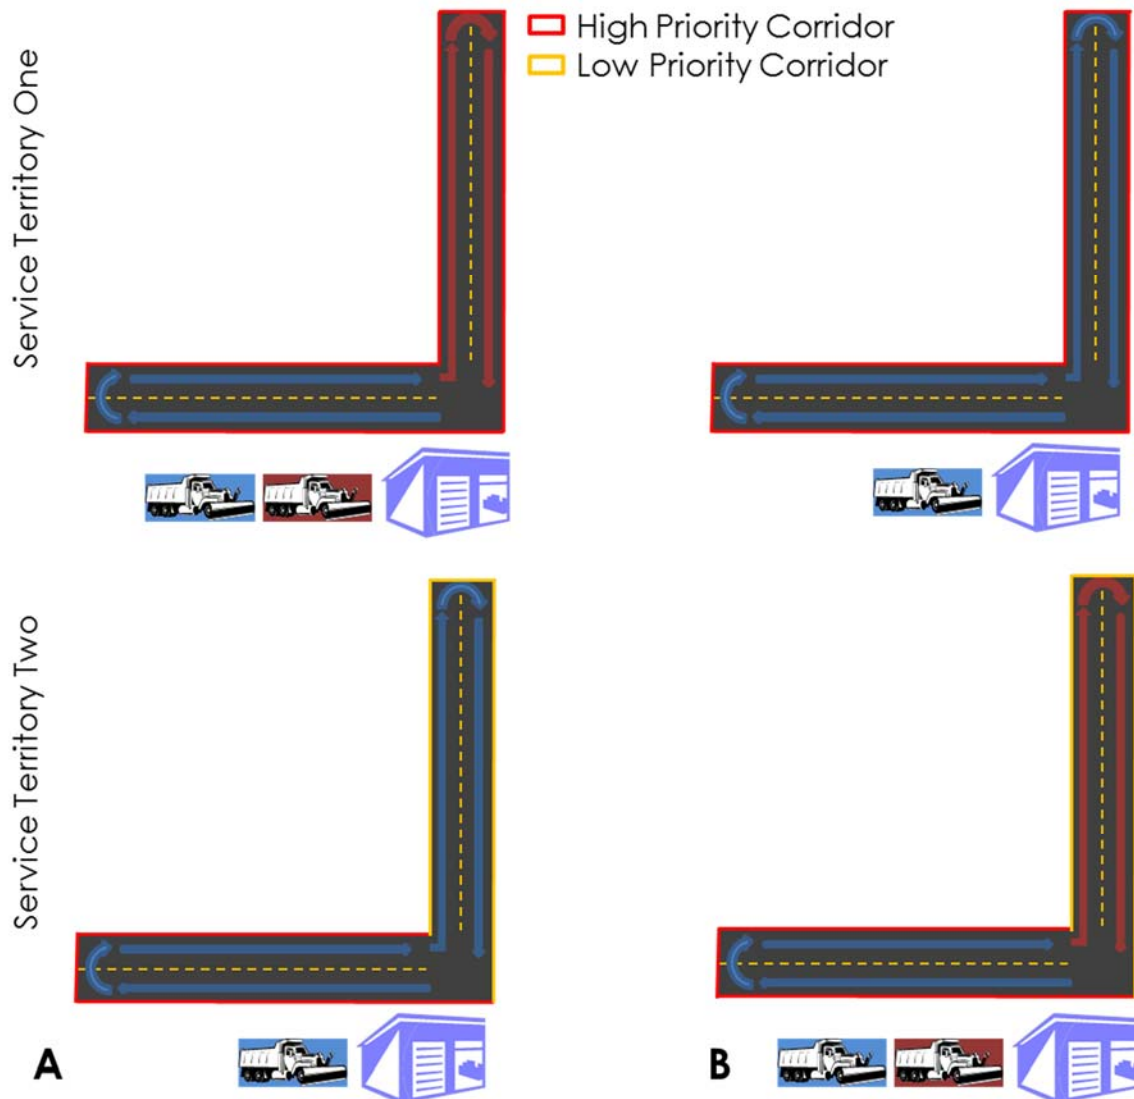 Service Territory One
High Priority Corridor
Low Priority Corridor
Service Territory Two
A
B